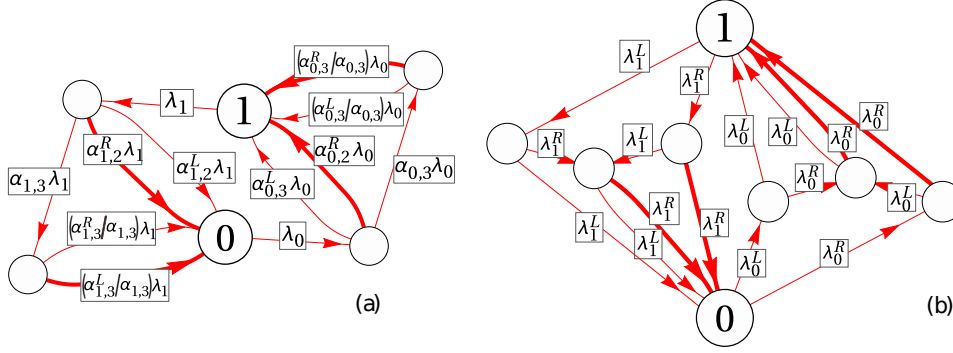 (α^R_{0,3}/α_{0,3})λ_0
λ_1
1
(α^L_{0,3}/α_{0,3})λ_0
α^R_{1,2}λ_1
α^R_{0,2}λ_0
α^L_{1,2}λ_1
α_{1,3}λ_1
α^L_{0,3}λ_0
α_{0,3}λ_0
(α^R_{1,3}/α_{1,3})λ_1
0
λ_0
(α^L_{1,3}/α_{1,3})λ_1
(a)
1
λ^L_1
λ^R_1
λ^R_0
λ^R_1
λ^L_1
λ^L_0
λ^L_0
λ^R_0
λ^R_0
λ^L_0
λ^R_1
λ^L_1
λ^L_1
λ^R_1
λ^L_0
λ^R_0
0
(b)